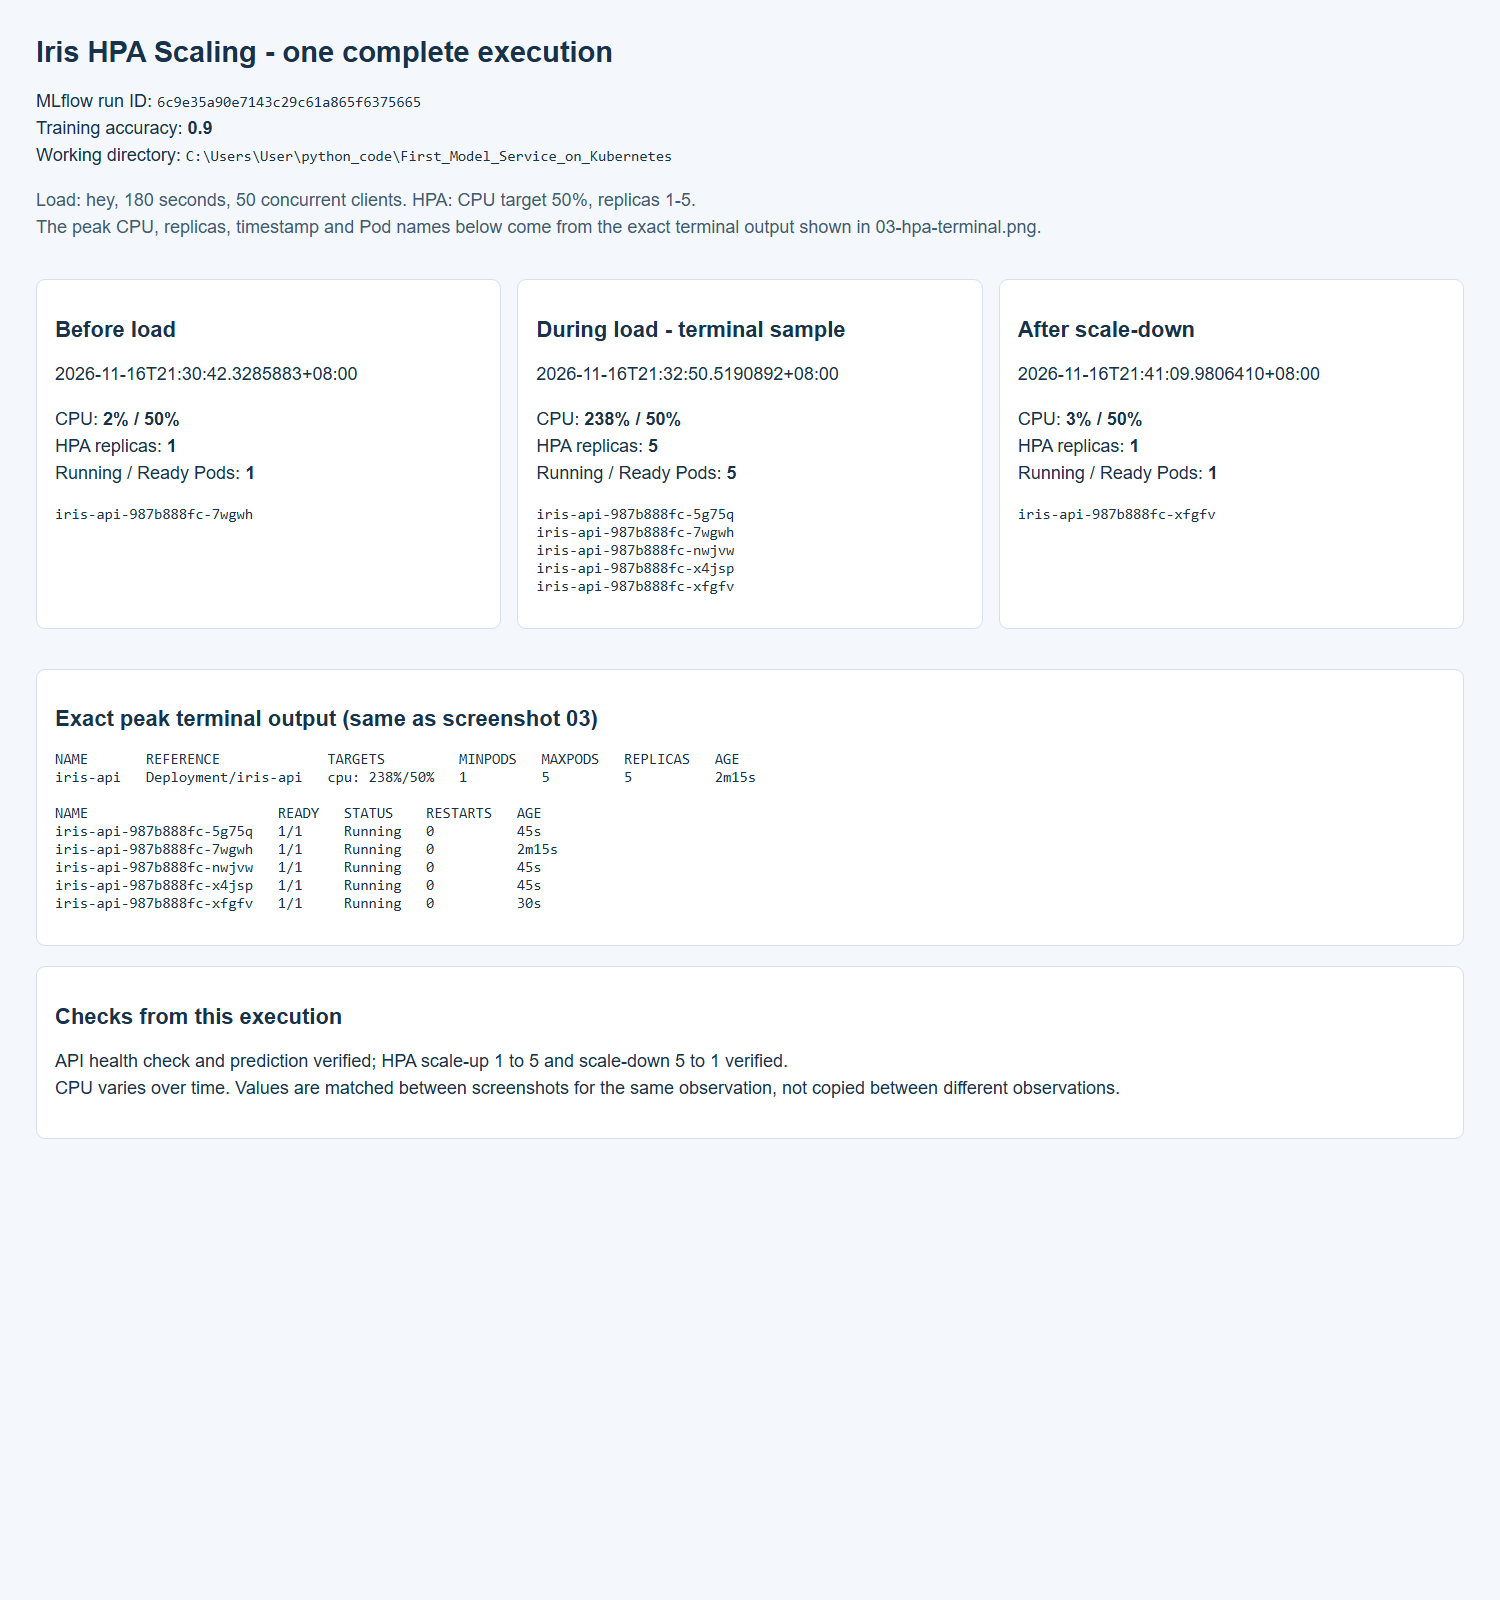 Iris HPA Scaling - one complete execution
MLflow run ID: 6c9e35a90e7143c29c61a865f6375665
Training accuracy: 0.9
Working directory: C:\Users\User\python_code\First_Model_Service_on_Kubernetes
Load: hey, 180 seconds, 50 concurrent clients. HPA: CPU target 50%, replicas 1-5.
The peak CPU, replicas, timestamp and Pod names below come from the exact terminal output shown in 03-hpa-terminal.png.
Before load
2026-11-16T21:30:42.3285883+08:00
CPU: 2% / 50%
HPA replicas: 1
Running / Ready Pods: 1
iris-api-987b888fc-7wgwh
During load - terminal sample
2026-11-16T21:32:50.5190892+08:00
CPU: 238% / 50%
HPA replicas: 5
Running / Ready Pods: 5
iris-api-987b888fc-5g75q
iris-api-987b888fc-7wgwh
iris-api-987b888fc-nwjvw
iris-api-987b888fc-x4jsp
iris-api-987b888fc-xfgfv
After scale-down
2026-11-16T21:41:09.9806410+08:00
CPU: 3% / 50%
HPA replicas: 1
Running / Ready Pods: 1
iris-api-987b888fc-xfgfv
Exact peak terminal output (same as screenshot 03)
NAME       REFERENCE             TARGETS         MINPODS   MAXPODS   REPLICAS   AGE
iris-api   Deployment/iris-api   cpu: 238%/50%   1         5         5          2m15s
NAME                       READY   STATUS    RESTARTS   AGE
iris-api-987b888fc-5g75q   1/1     Running   0          45s
iris-api-987b888fc-7wgwh   1/1     Running   0          2m15s
iris-api-987b888fc-nwjvw   1/1     Running   0          45s
iris-api-987b888fc-x4jsp   1/1     Running   0          45s
iris-api-987b888fc-xfgfv   1/1     Running   0          30s
Checks from this execution
API health check and prediction verified; HPA scale-up 1 to 5 and scale-down 5 to 1 verified.
CPU varies over time. Values are matched between screenshots for the same observation, not copied between different observations.